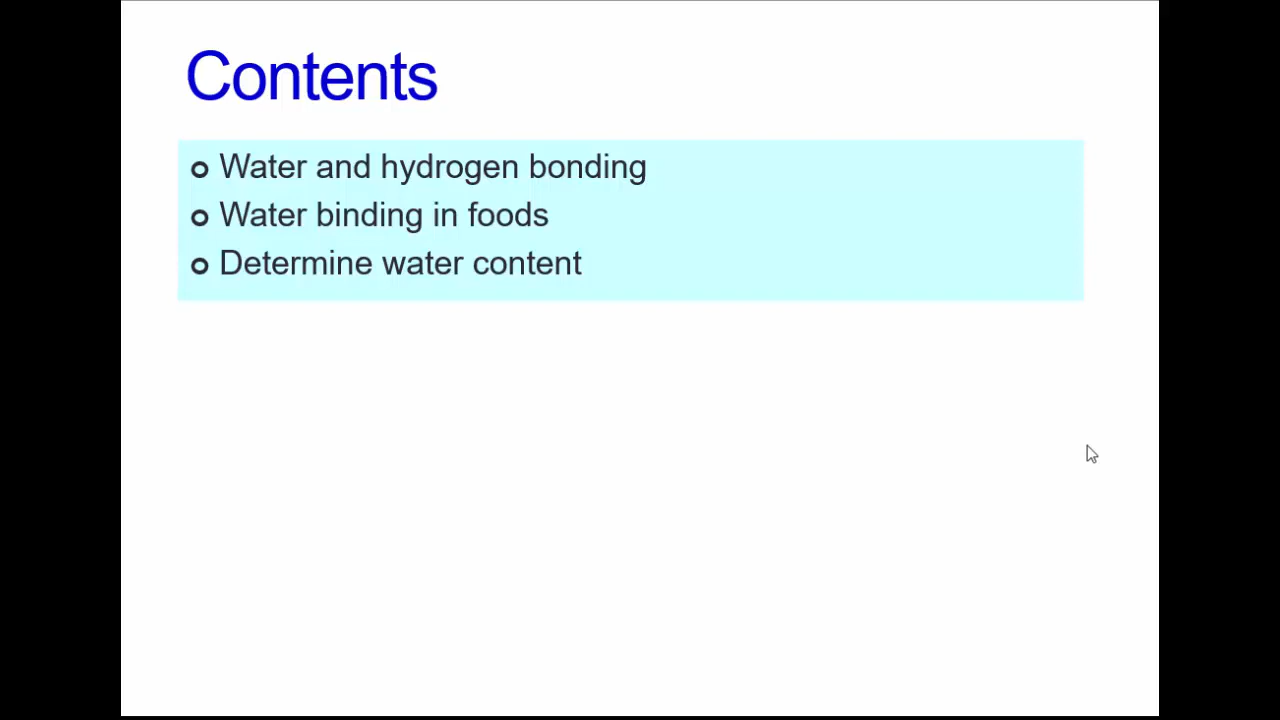 Contents
Water and hydrogen bonding
Water binding in foods
Determine water content